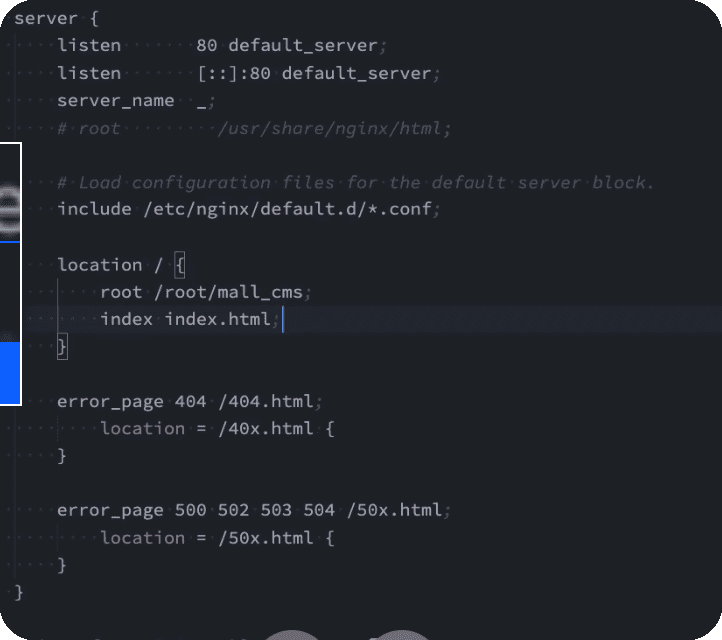 server {
listen 80 default_server;
listen [::]:80 default_server;
server_name _;
# root /usr/share/nginx/html;
# Load configuration files for the default server block.
include /etc/nginx/default.d/*.conf;
location / {
root /root/mall_cms;
index index.html;
}
error_page 404 /404.html;
location = /40x.html {
}
error_page 500 502 503 504 /50x.html;
location = /50x.html {
}
}